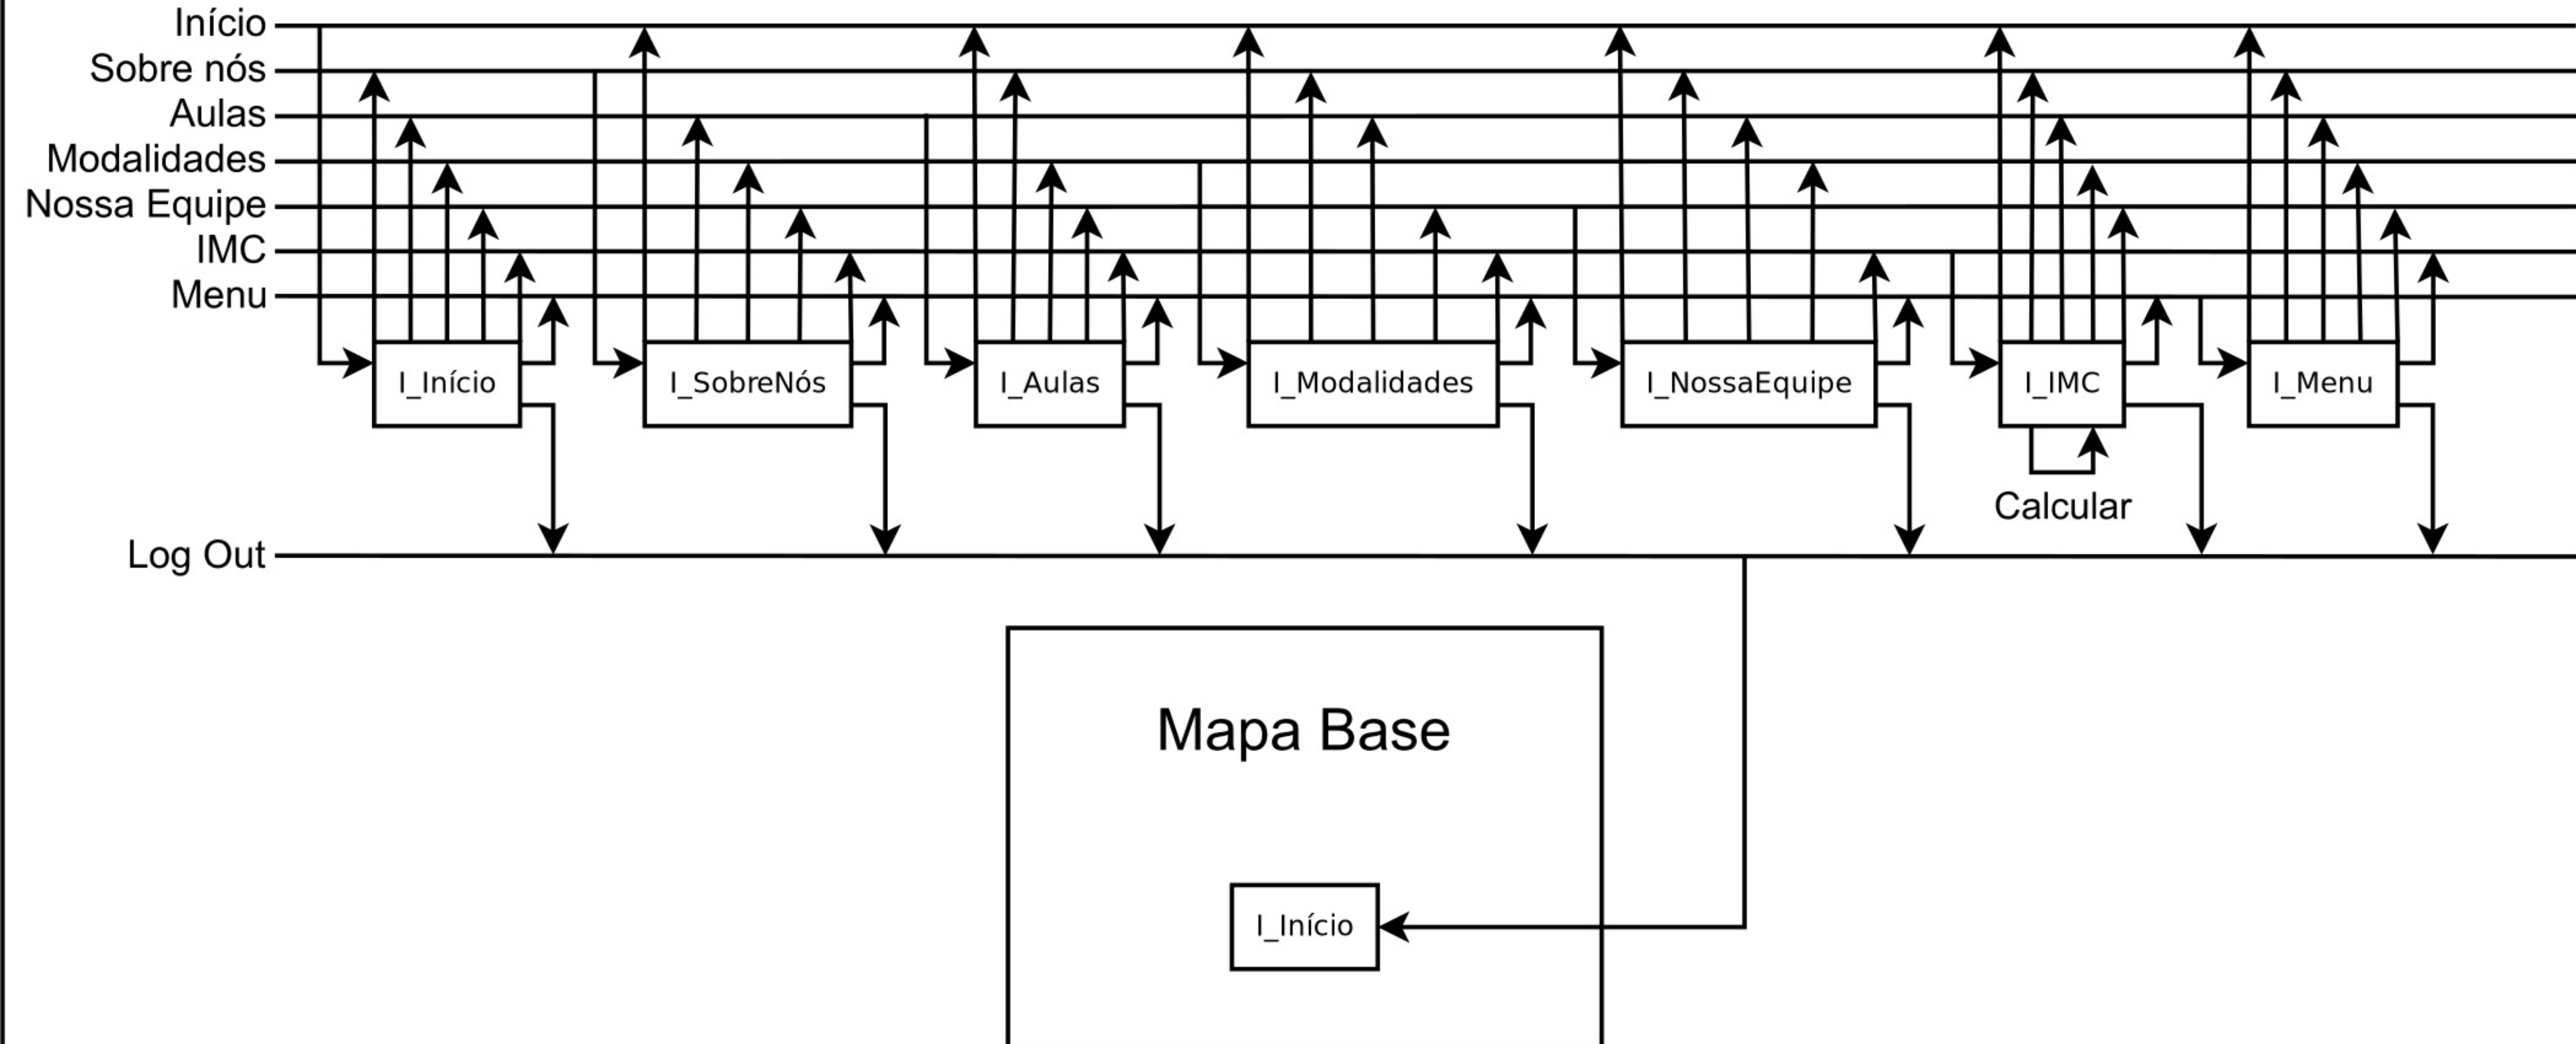 Início
Sobre nós
Aulas
Modalidades
Nossa Equipe
IMC
Menu
I_Início
I_SobreNós
I_Aulas
I_Modalidades
I_NossaEquipe
I_IMC
I_Menu
Calcular
Log Out
Mapa Base
I_Início